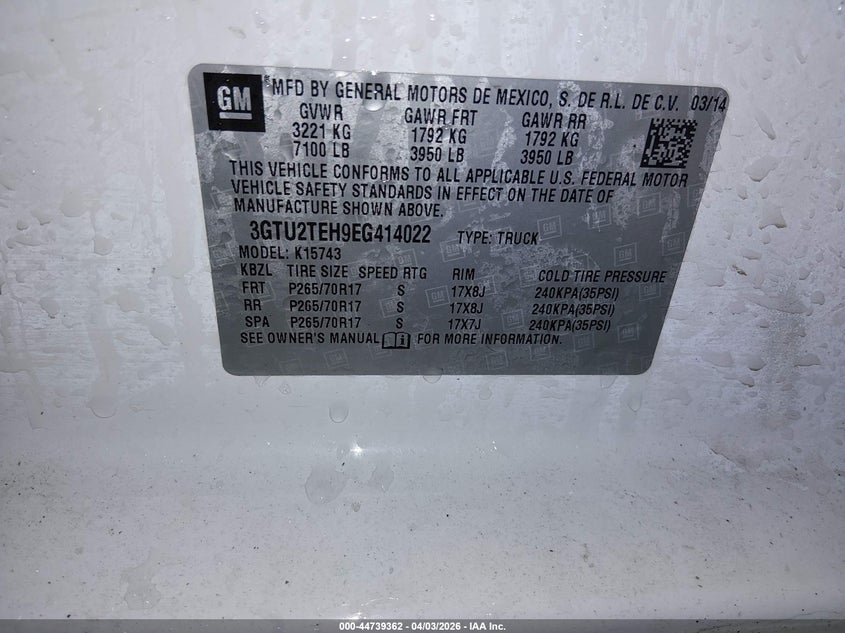 GM
MFD BY GENERAL MOTORS DE MEXICO, S. DE R.L. DE C.V. 03/14
GVWR GAWR FRT GAWR RR
3221 KG 1792 KG 1792 KG
7100 LB 3950 LB 3950 LB
THIS VEHICLE CONFORMS TO ALL APPLICABLE U.S. FEDERAL MOTOR
VEHICLE SAFETY STANDARDS IN EFFECT ON THE DATE OF
MANUFACTURE SHOWN ABOVE.
3GTU2TEH9EG414022 TYPE: TRUCK
MODEL: K15743
KBZL TIRE SIZE SPEED RTG RIM COLD TIRE PRESSURE
FRT P265/70R17 S 17X8J 240KPA(35PSI)
RR P265/70R17 S 17X8J 240KPA(35PSI)
SPA P265/70R17 S 17X7J 240KPA(35PSI)
SEE OWNER'S MANUAL i FOR MORE INFORMATION.
000-44739362 - 04/03/2026 - IAA Inc.